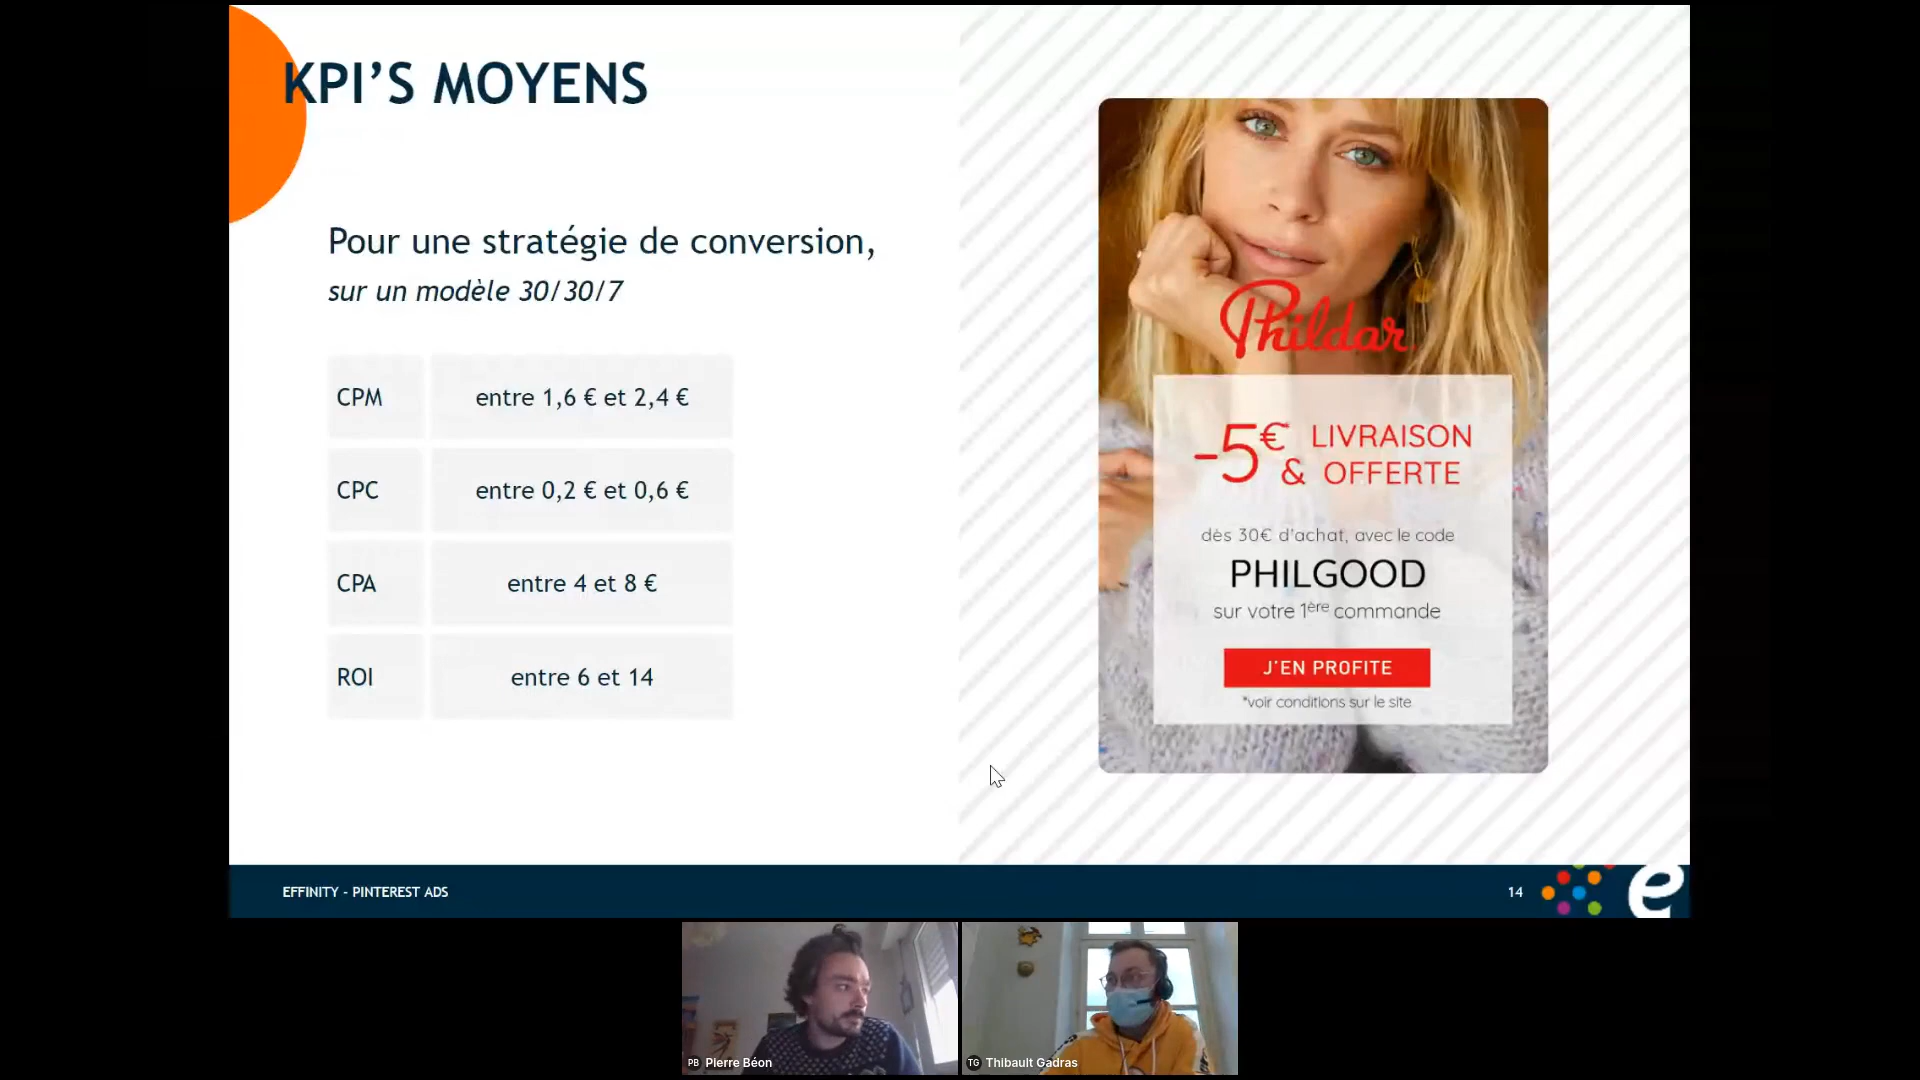 KPI’S MOYENS
Pour une stratégie de conversion,
sur un modèle 30/30/7
CPM entre 1,6 € et 2,4 €
CPC entre 0,2 € et 0,6 €
CPA entre 4 et 8 €
ROI entre 6 et 14
Phildar
-5€* LIVRAISON
& OFFERTE
dès 30€ d'achat, avec le code
PHILGOOD
sur votre 1ère commande
J'EN PROFITE
*voir conditions sur le site
EFFINITY - PINTEREST ADS
14
e
PB Pierre Béon
TG Thibault Gadras